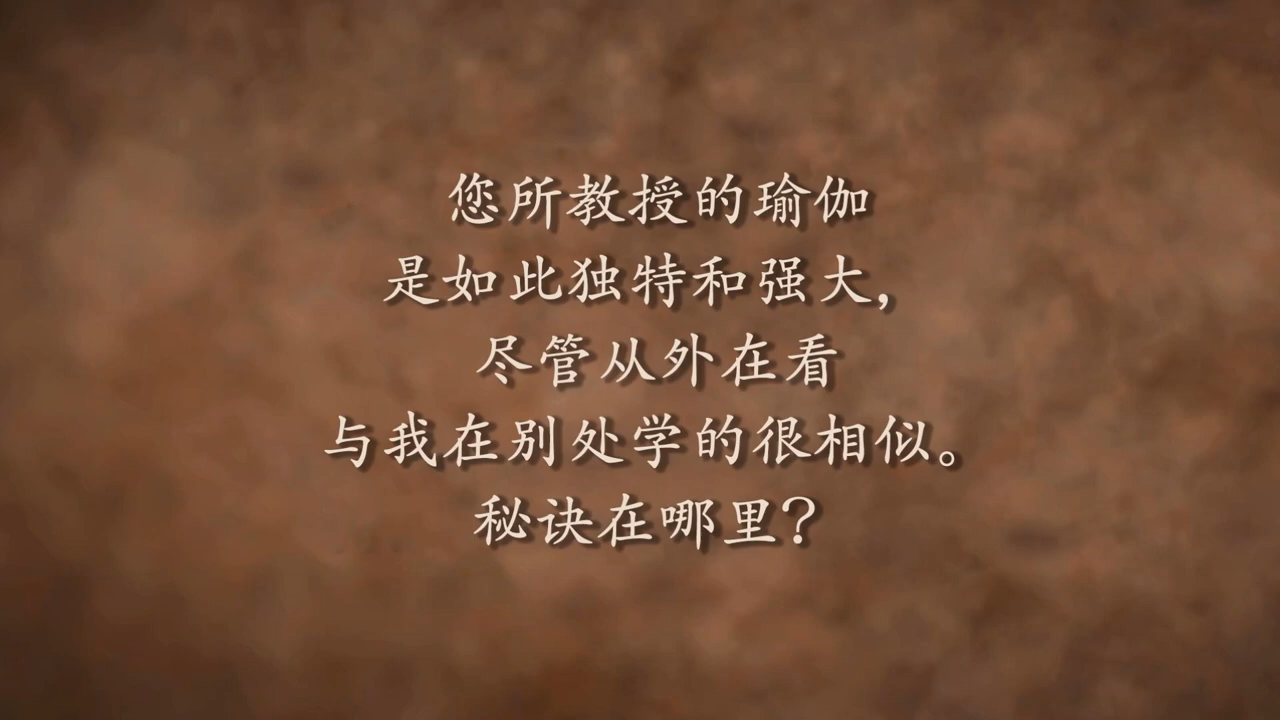 您所教授的瑜伽
是如此独特和强大,
尽管从外在看
与我在别处学的很相似。
秘诀在哪里?